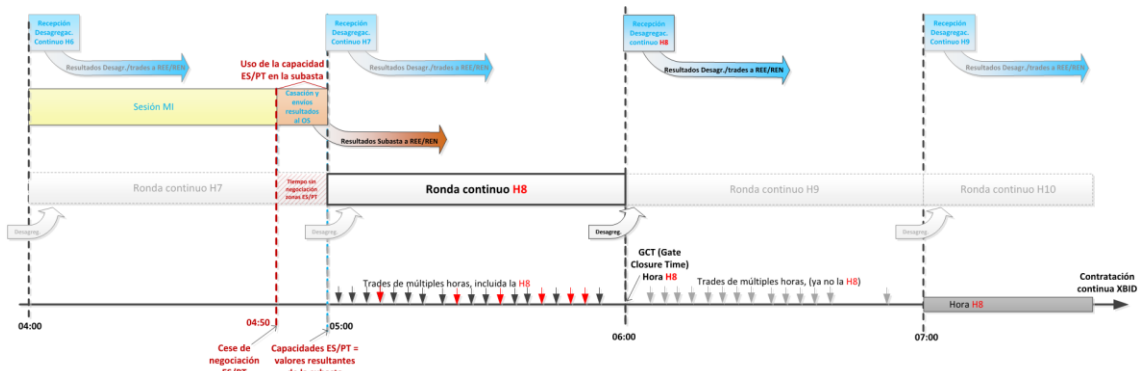 Recepción
Desagregac.
Continuo H6
Recepción
Desagregac.
Continuo H7
Recepción
Desagregac.
continuo H8
Recepción
Desagregac.
Continuo H9
Resultados Desagr./trades a REE/REN
Uso de la capacidad
ES/PT en la subasta
Resultados Desagr./trades a REE/REN
Resultados Desagr./trades a REE/REN
Resultados Desagr./trades a REE/REN
Sesión MI
Casación y
envíos
resultados
al OS
Resultados Subasta a REE/REN
Ronda continuo H7
Tiempo sin
negociación
zonas ES/PT
Ronda continuo H8
Ronda continuo H9
Ronda continuo H10
Desagreg.
Desagreg.
Desagreg.
Desagreg.
GCT (Gate
Closure Time)
Hora H8
Trades de múltiples horas, incluida la H8
Trades de múltiples horas, (ya no la H8)
Contratación
continua XBID
Hora H8
04:00
04:50
05:00
06:00
07:00
Cese de
negociación
ES/PT
Capacidades ES/PT =
valores resultantes
de la subasta